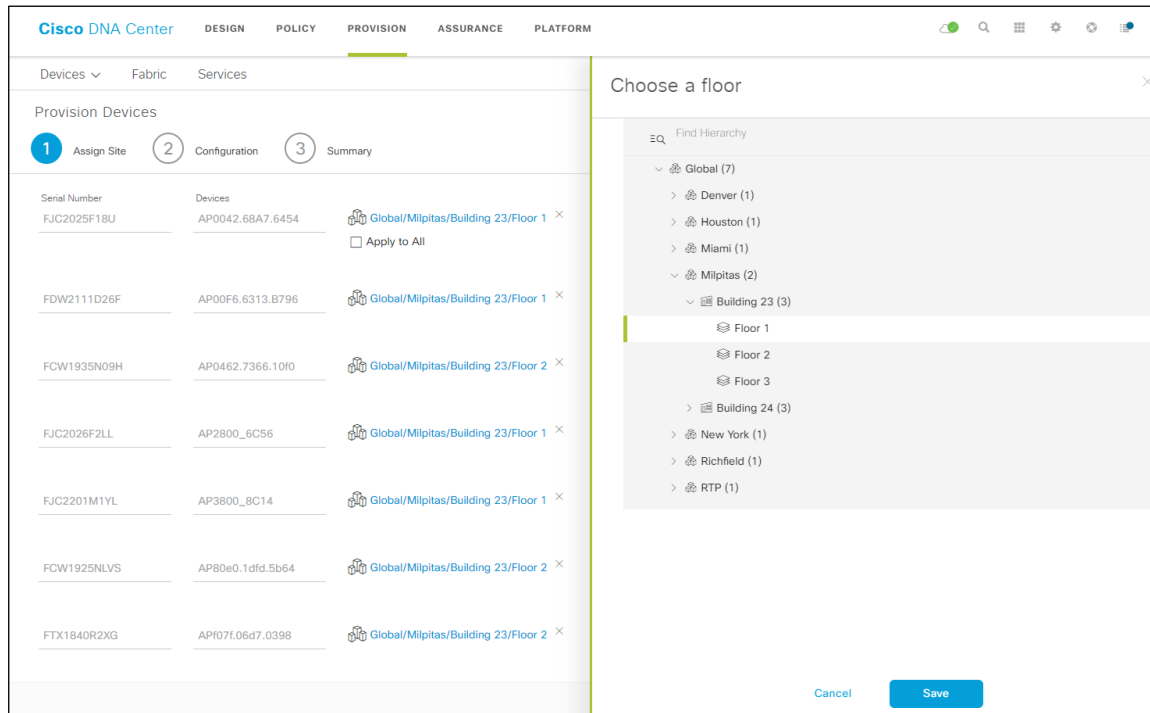 Cisco DNA Center DESIGN POLICY PROVISION ASSURANCE PLATFORM
Devices Fabric Services
Provision Devices
1 Assign Site 2 Configuration 3 Summary
Serial Number Devices
FJC2025F18U AP0042.68A7.6454 Global/Milpitas/Building 23/Floor 1
Apply to All
FDW2111D26F AP00F6.6313.B796 Global/Milpitas/Building 23/Floor 1
FCW1935N09H AP0462.7366.10f0 Global/Milpitas/Building 23/Floor 2
FJC2026F2LL AP2800_6C56 Global/Milpitas/Building 23/Floor 1
FJC2201M1YL AP3800_8C14 Global/Milpitas/Building 23/Floor 1
FCW1925NLVS AP80e0.1dfd.5b64 Global/Milpitas/Building 23/Floor 2
FTX1840R2XG APf07f.06d7.0398 Global/Milpitas/Building 23/Floor 2
Choose a floor
Find Hierarchy
Global (7)
Denver (1)
Houston (1)
Miami (1)
Milpitas (2)
Building 23 (3)
Floor 1
Floor 2
Floor 3
Building 24 (3)
New York (1)
Richfield (1)
RTP (1)
Cancel Save